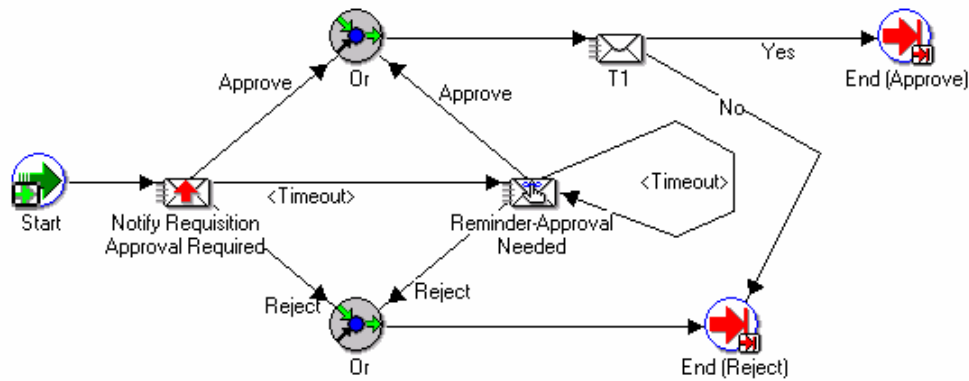 Or
T1
Yes
End (Approve)
Approve
Approve
No
Start
Notify Requisition
Approval Required
<Timeout>
Reminder-Approval
Needed
<Timeout>
Reject
Reject
Or
End (Reject)